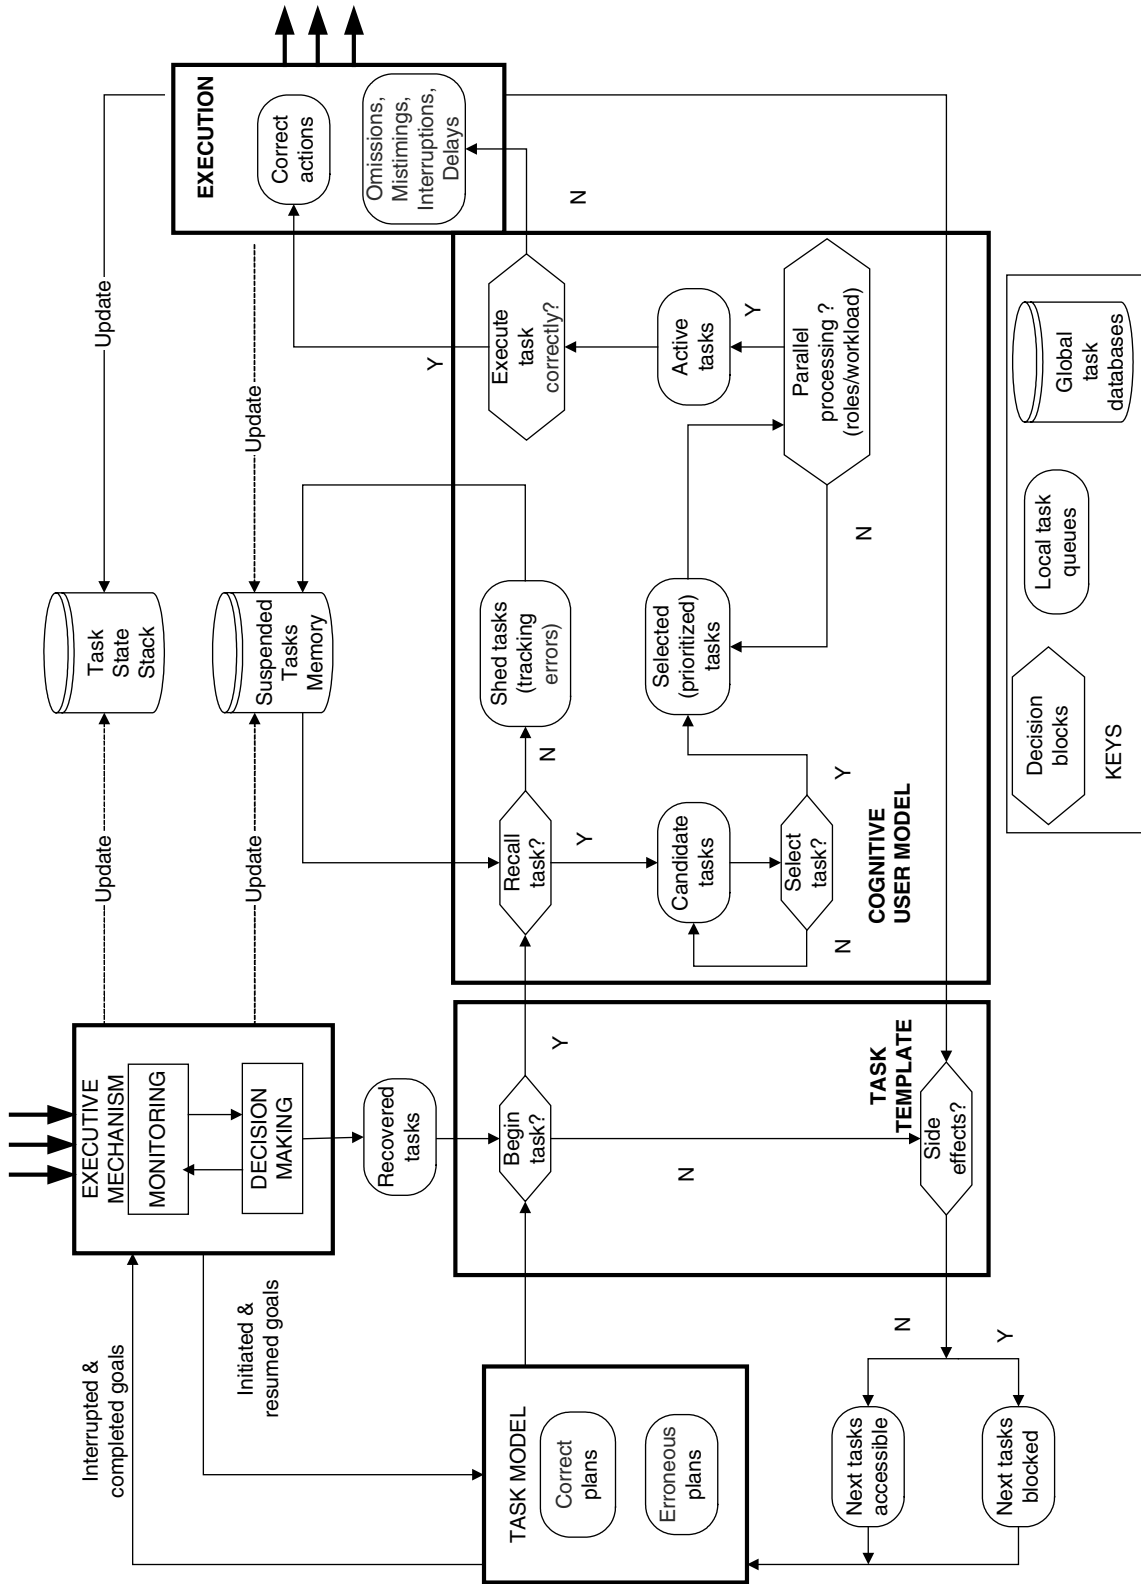 Interrupted &
completed goals
Initiated &
resumed goals
EXECUTIVE
MECHANISM
MONITORING
DECISION
MAKING
Update
Update
Task
State
Stack
Suspended
Tasks
Memory
Update
Update
EXECUTION
Correct
actions
Omissions,
Mistimings,
Interruptions,
Delays
TASK MODEL
Correct
plans
Erroneous
plans
Recovered
tasks
Begin
task?
Y
N
Side
effects?
TASK
TEMPLATE
N
Y
Next tasks
accessible
Next tasks
blocked
Recall
task?
N
Y
Shed tasks
(tracking
errors)
Candidate
tasks
Select
task?
N
Y
Selected
(prioritized)
tasks
Execute
task
correctly?
Y
N
Active
tasks
Y
Parallel
processing ?
(roles/workload)
N
COGNITIVE
USER MODEL
Decision
blocks
Local task
queues
Global
task
databases
KEYS